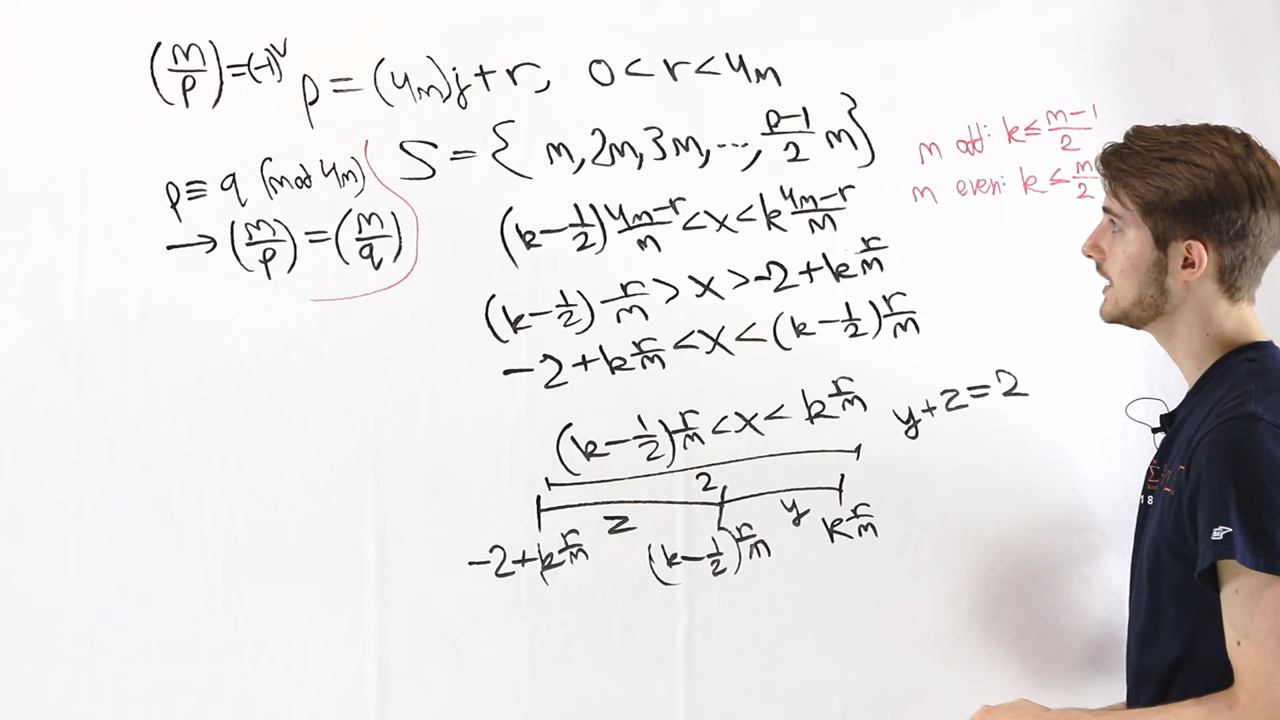 (m/p) = (-1)^v
p = (4m)j + r, 0 < r < 4m
S = { m, 2m, 3m, ..., p-1/2 m }
m odd: k ≤ m-1/2
m even: k ≤ m/2
p ≡ q (mod 4m)
→ (m/p) = (m/q)
(k - 1/2) 4m-r/m < x < k 4m-r/m
(k - 1/2) - r/m > x > -2 + k r/m
-2 + k r/m < x < (k - 1/2) r/m
(k - 1/2) r/m < x < k r/m
y + z = 2
2
z y
-2 + k r/m (k - 1/2) r/m k r/m
18